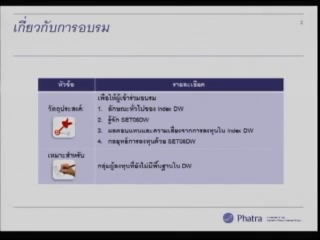 เกี่ยวกับการอบรม
2
หัวข้อ
รายละเอียด
วัตถุประสงค์:
เพื่อให้ผู้เข้าร่วมอบรม
1. ลักษณะทั่วไปของ Index DW
2. รู้จัก SET06DW
3. ผลตอบแทนและความเสี่ยงจากการลงทุนใน Index DW
4. กลยุทธ์การลงทุนด้วย SET06DW
เหมาะสำหรับ
กลุ่มผู้ลงทุนที่ยังไม่มีพื้นฐานใน DW
Phatra